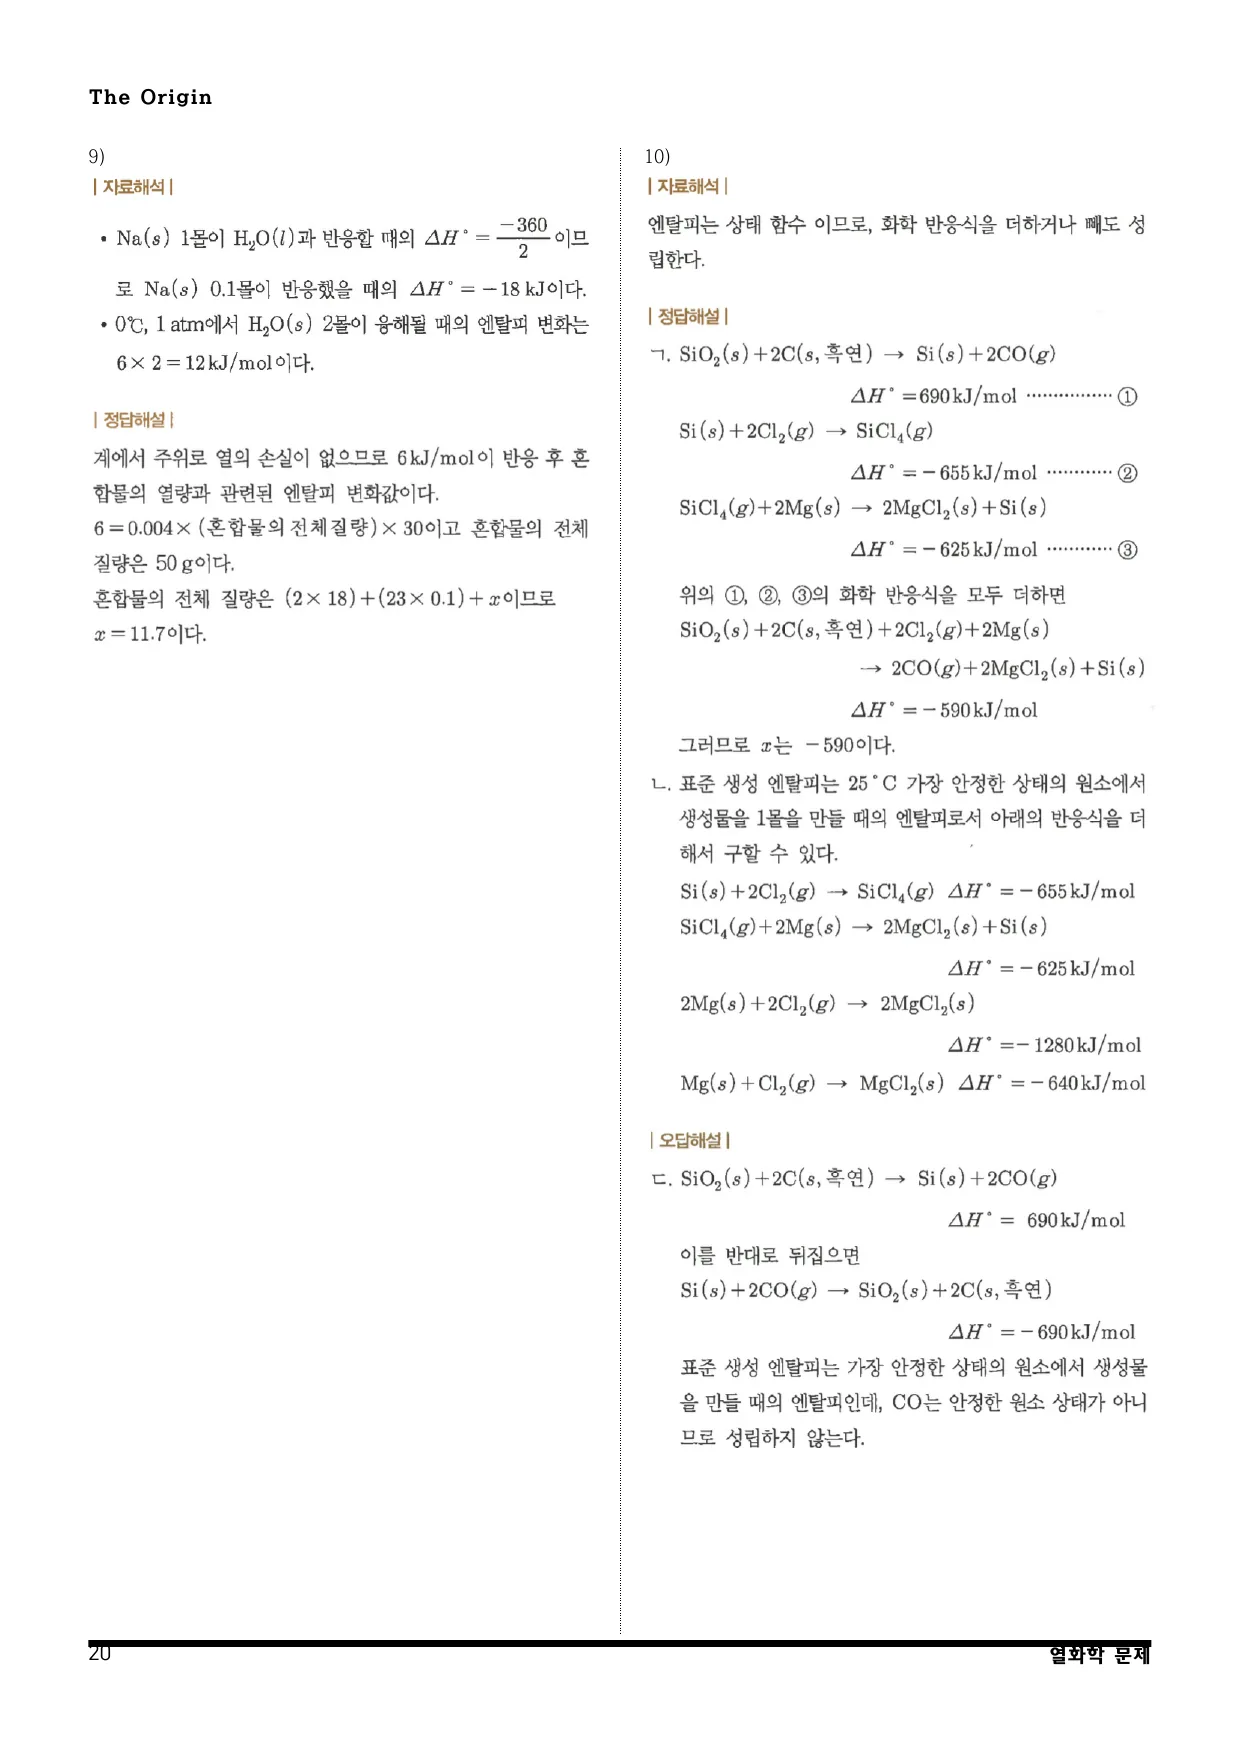 The Origin
9)
| 자료해석 |
• Na(s) 1몰이 H₂O(l)과 반응할 때의 ΔH° = −360/2 이므
로 Na(s) 0.1몰이 반응했을 때의 ΔH° = −18 kJ이다.
• 0℃, 1 atm에서 H₂O(s) 2몰이 융해될 때의 엔탈피 변화는
6 × 2 = 12 kJ/mol이다.
| 정답해설 |
계에서 주위로 열의 손실이 없으므로 6 kJ/mol이 반응 후 혼
합물의 열량과 관련된 엔탈피 변화값이다.
6 = 0.004 × (혼합물의 전체 질량) × 30이고 혼합물의 전체
질량은 50 g이다.
혼합물의 전체 질량은 (2 × 18) + (23 × 0.1) + x이므로
x = 11.7이다.
10)
| 자료해석 |
엔탈피는 상태 함수 이므로, 화학 반응식을 더하거나 빼도 성
립한다.
| 정답해설 |
ㄱ. SiO₂(s) + 2C(s, 흑연) → Si(s) + 2CO(g)
ΔH° = 690 kJ/mol ················ ①
Si(s) + 2Cl₂(g) → SiCl₄(g)
ΔH° = − 655 kJ/mol ············ ②
SiCl₄(g) + 2Mg(s) → 2MgCl₂(s) + Si(s)
ΔH° = − 625 kJ/mol ············ ③
위의 ①, ②, ③의 화학 반응식을 모두 더하면
SiO₂(s) + 2C(s, 흑연) + 2Cl₂(g) + 2Mg(s)
→ 2CO(g) + 2MgCl₂(s) + Si(s)
ΔH° = − 590 kJ/mol
그러므로 x는 −590이다.
ㄴ. 표준 생성 엔탈피는 25°C 가장 안정한 상태의 원소에서
생성물을 1몰을 만들 때의 엔탈피로서 아래의 반응식을 더
해서 구할 수 있다.
Si(s) + 2Cl₂(g) → SiCl₄(g) ΔH° = − 655 kJ/mol
SiCl₄(g) + 2Mg(s) → 2MgCl₂(s) + Si(s)
ΔH° = − 625 kJ/mol
2Mg(s) + 2Cl₂(g) → 2MgCl₂(s)
ΔH° = − 1280 kJ/mol
Mg(s) + Cl₂(g) → MgCl₂(s) ΔH° = − 640 kJ/mol
| 오답해설 |
ㄷ. SiO₂(s) + 2C(s, 흑연) → Si(s) + 2CO(g)
ΔH° = 690 kJ/mol
이를 반대로 뒤집으면
Si(s) + 2CO(g) → SiO₂(s) + 2C(s, 흑연)
ΔH° = − 690 kJ/mol
표준 생성 엔탈피는 가장 안정한 상태의 원소에서 생성물
을 만들 때의 엔탈피인데, CO는 안정한 원소 상태가 아니
므로 성립하지 않는다.
20
열화학 문제